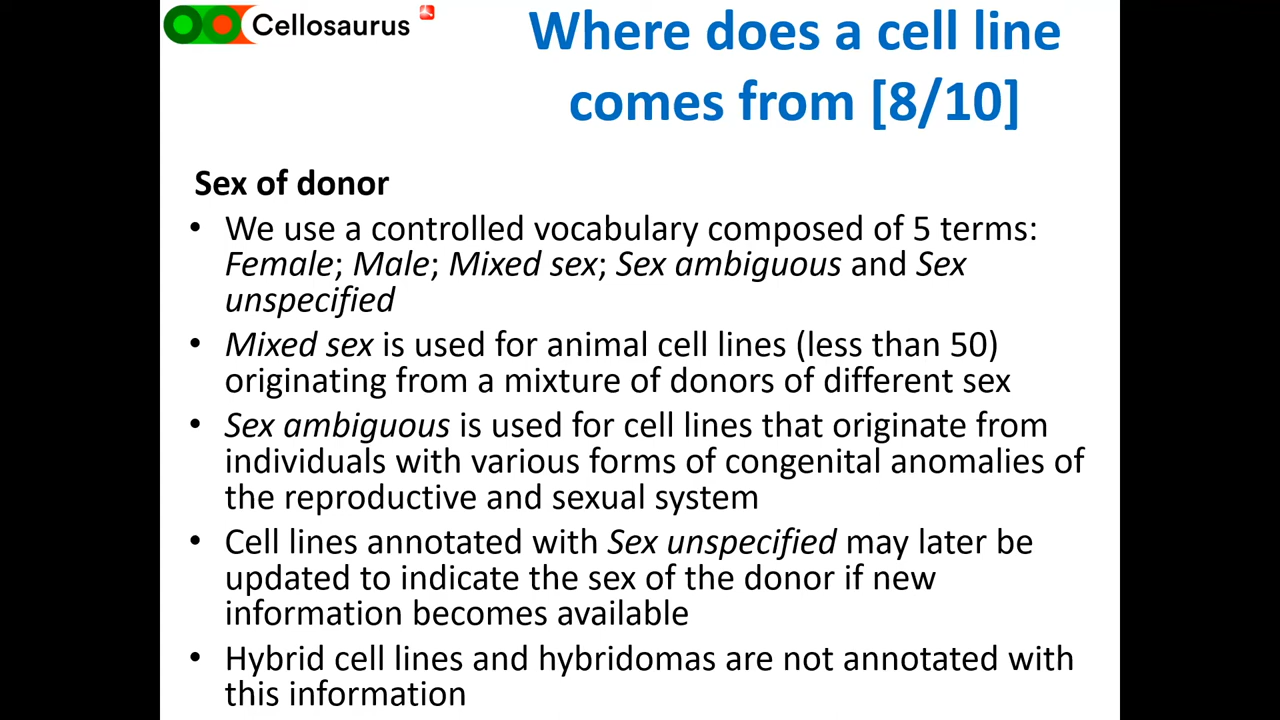 Cellosaurus
Where does a cell line
comes from [8/10]
Sex of donor
• We use a controlled vocabulary composed of 5 terms:
Female; Male; Mixed sex; Sex ambiguous and Sex
unspecified
• Mixed sex is used for animal cell lines (less than 50)
originating from a mixture of donors of different sex
• Sex ambiguous is used for cell lines that originate from
individuals with various forms of congenital anomalies of
the reproductive and sexual system
• Cell lines annotated with Sex unspecified may later be
updated to indicate the sex of the donor if new
information becomes available
• Hybrid cell lines and hybridomas are not annotated with
this information